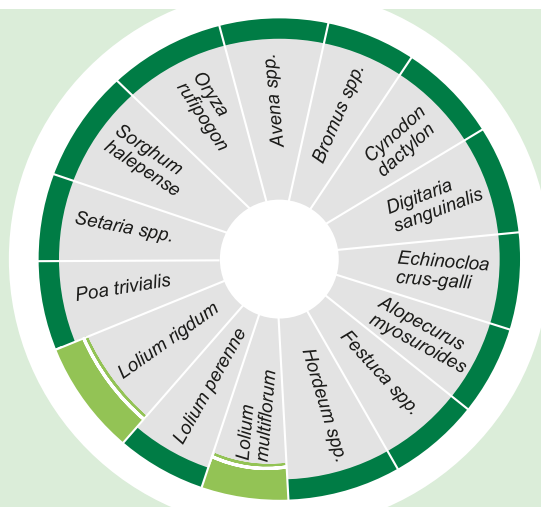 Avena spp.
Bromus spp.
Cynodon
dactylon
Digitaria
sanguinalis
Echinocloa
crus-galli
Alopecurus
myosuroides
Festuca spp.
Hordeum spp.
Lolium
multiflorum
Lolium perenne
Lolium rigdum
Poa trivialis
Setaria spp.
Sorghum
halepense
Oryza
rufipogon